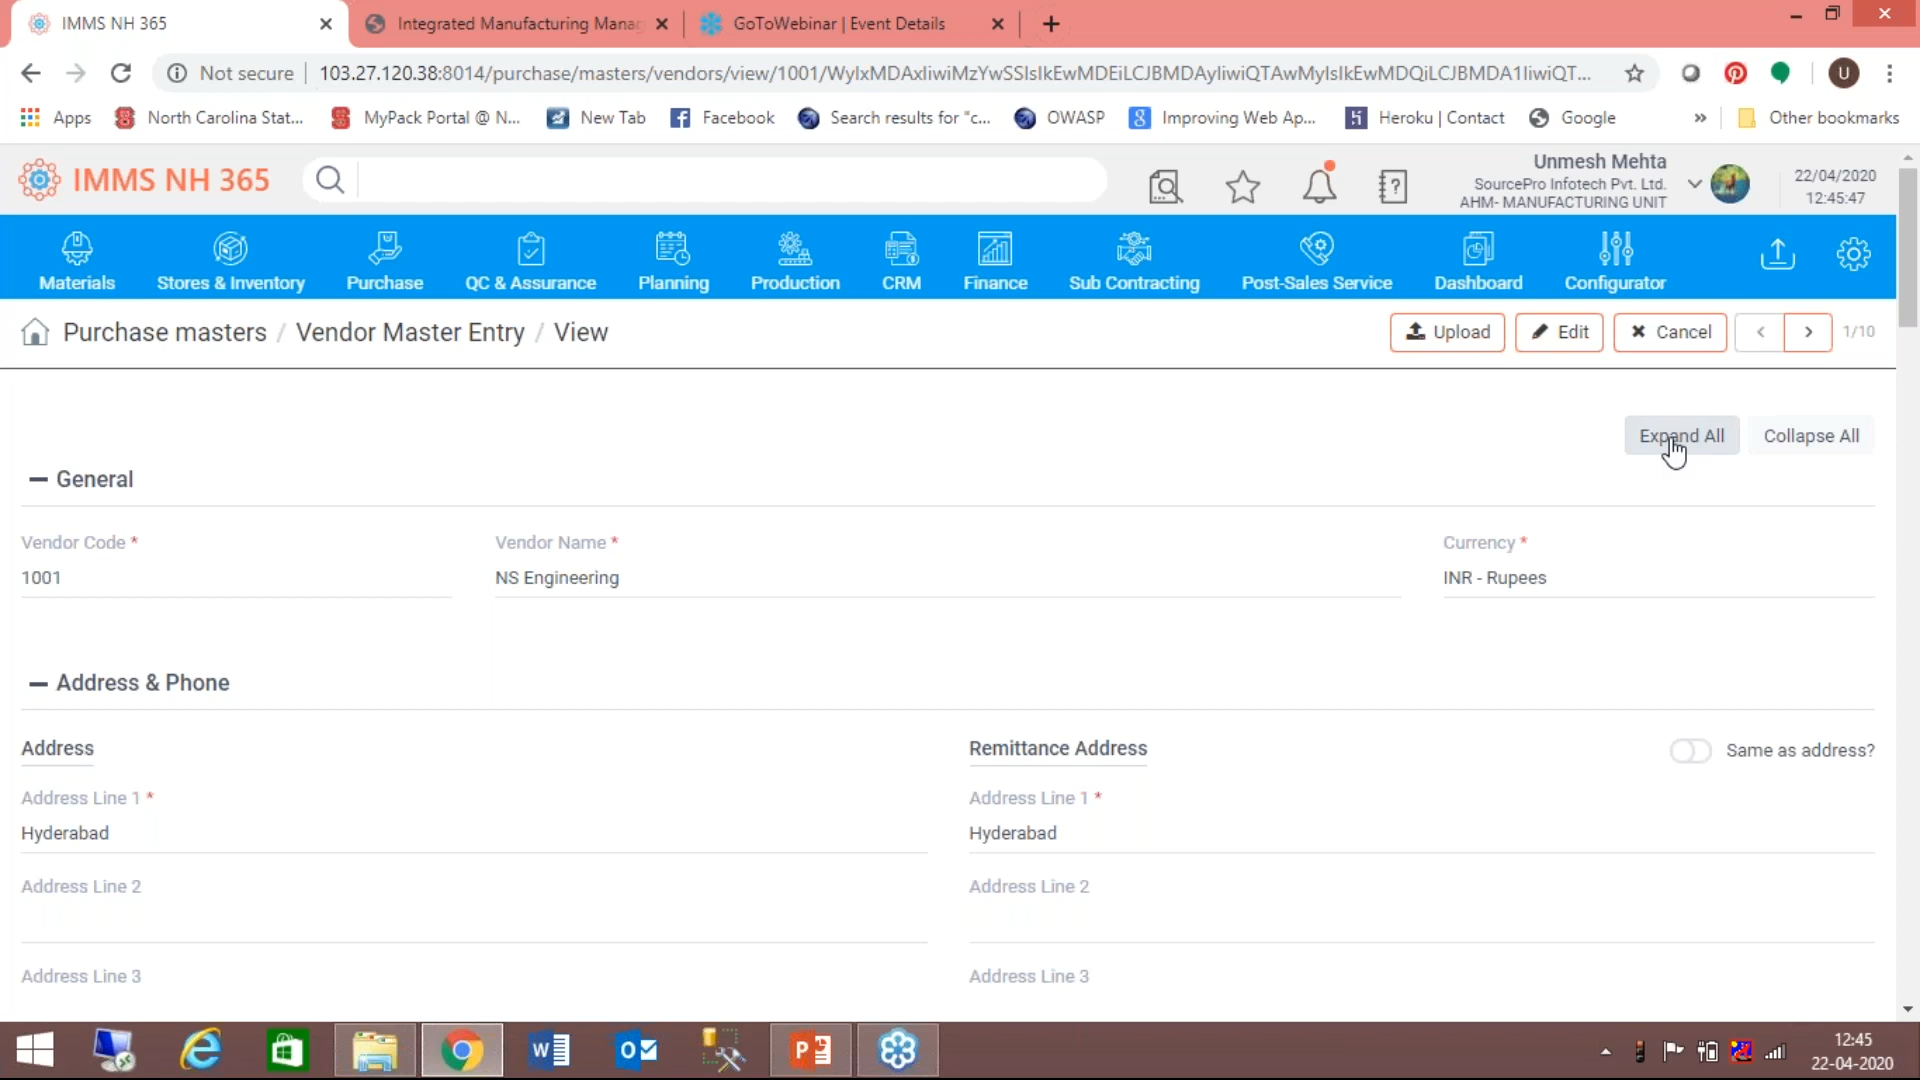 IMMS NH 365
Integrated Manufacturing Manag
GoToWebinar | Event Details
Not secure
103.27.120.38:8014/purchase/masters/vendors/view/1001/WyIxMDAxIiwiMzYwSSIsIkEwMDEiLCJBMDAyIiwiQTAwMyIsIkEwMDQiLCJBMDA1IiwiQT...
U
Apps
North Carolina Stat...
MyPack Portal @ N...
New Tab
Facebook
Search results for "c...
OWASP
Improving Web Ap...
Heroku | Contact
Google
»
Other bookmarks
IMMS NH 365
Unmesh Mehta
SourcePro Infotech Pvt. Ltd.
AHM- MANUFACTURING UNIT
22/04/2020
12:45:47
Materials
Stores & Inventory
Purchase
QC & Assurance
Planning
Production
CRM
Finance
Sub Contracting
Post-Sales Service
Dashboard
Configurator
Purchase masters / Vendor Master Entry / View
Upload
Edit
Cancel
1/10
Expand All
Collapse All
General
Vendor Code *
Vendor Name *
Currency *
1001
NS Engineering
INR - Rupees
Address & Phone
Address
Remittance Address
Same as address?
Address Line 1 *
Address Line 1 *
Hyderabad
Hyderabad
Address Line 2
Address Line 2
Address Line 3
Address Line 3
12:45
22-04-2020